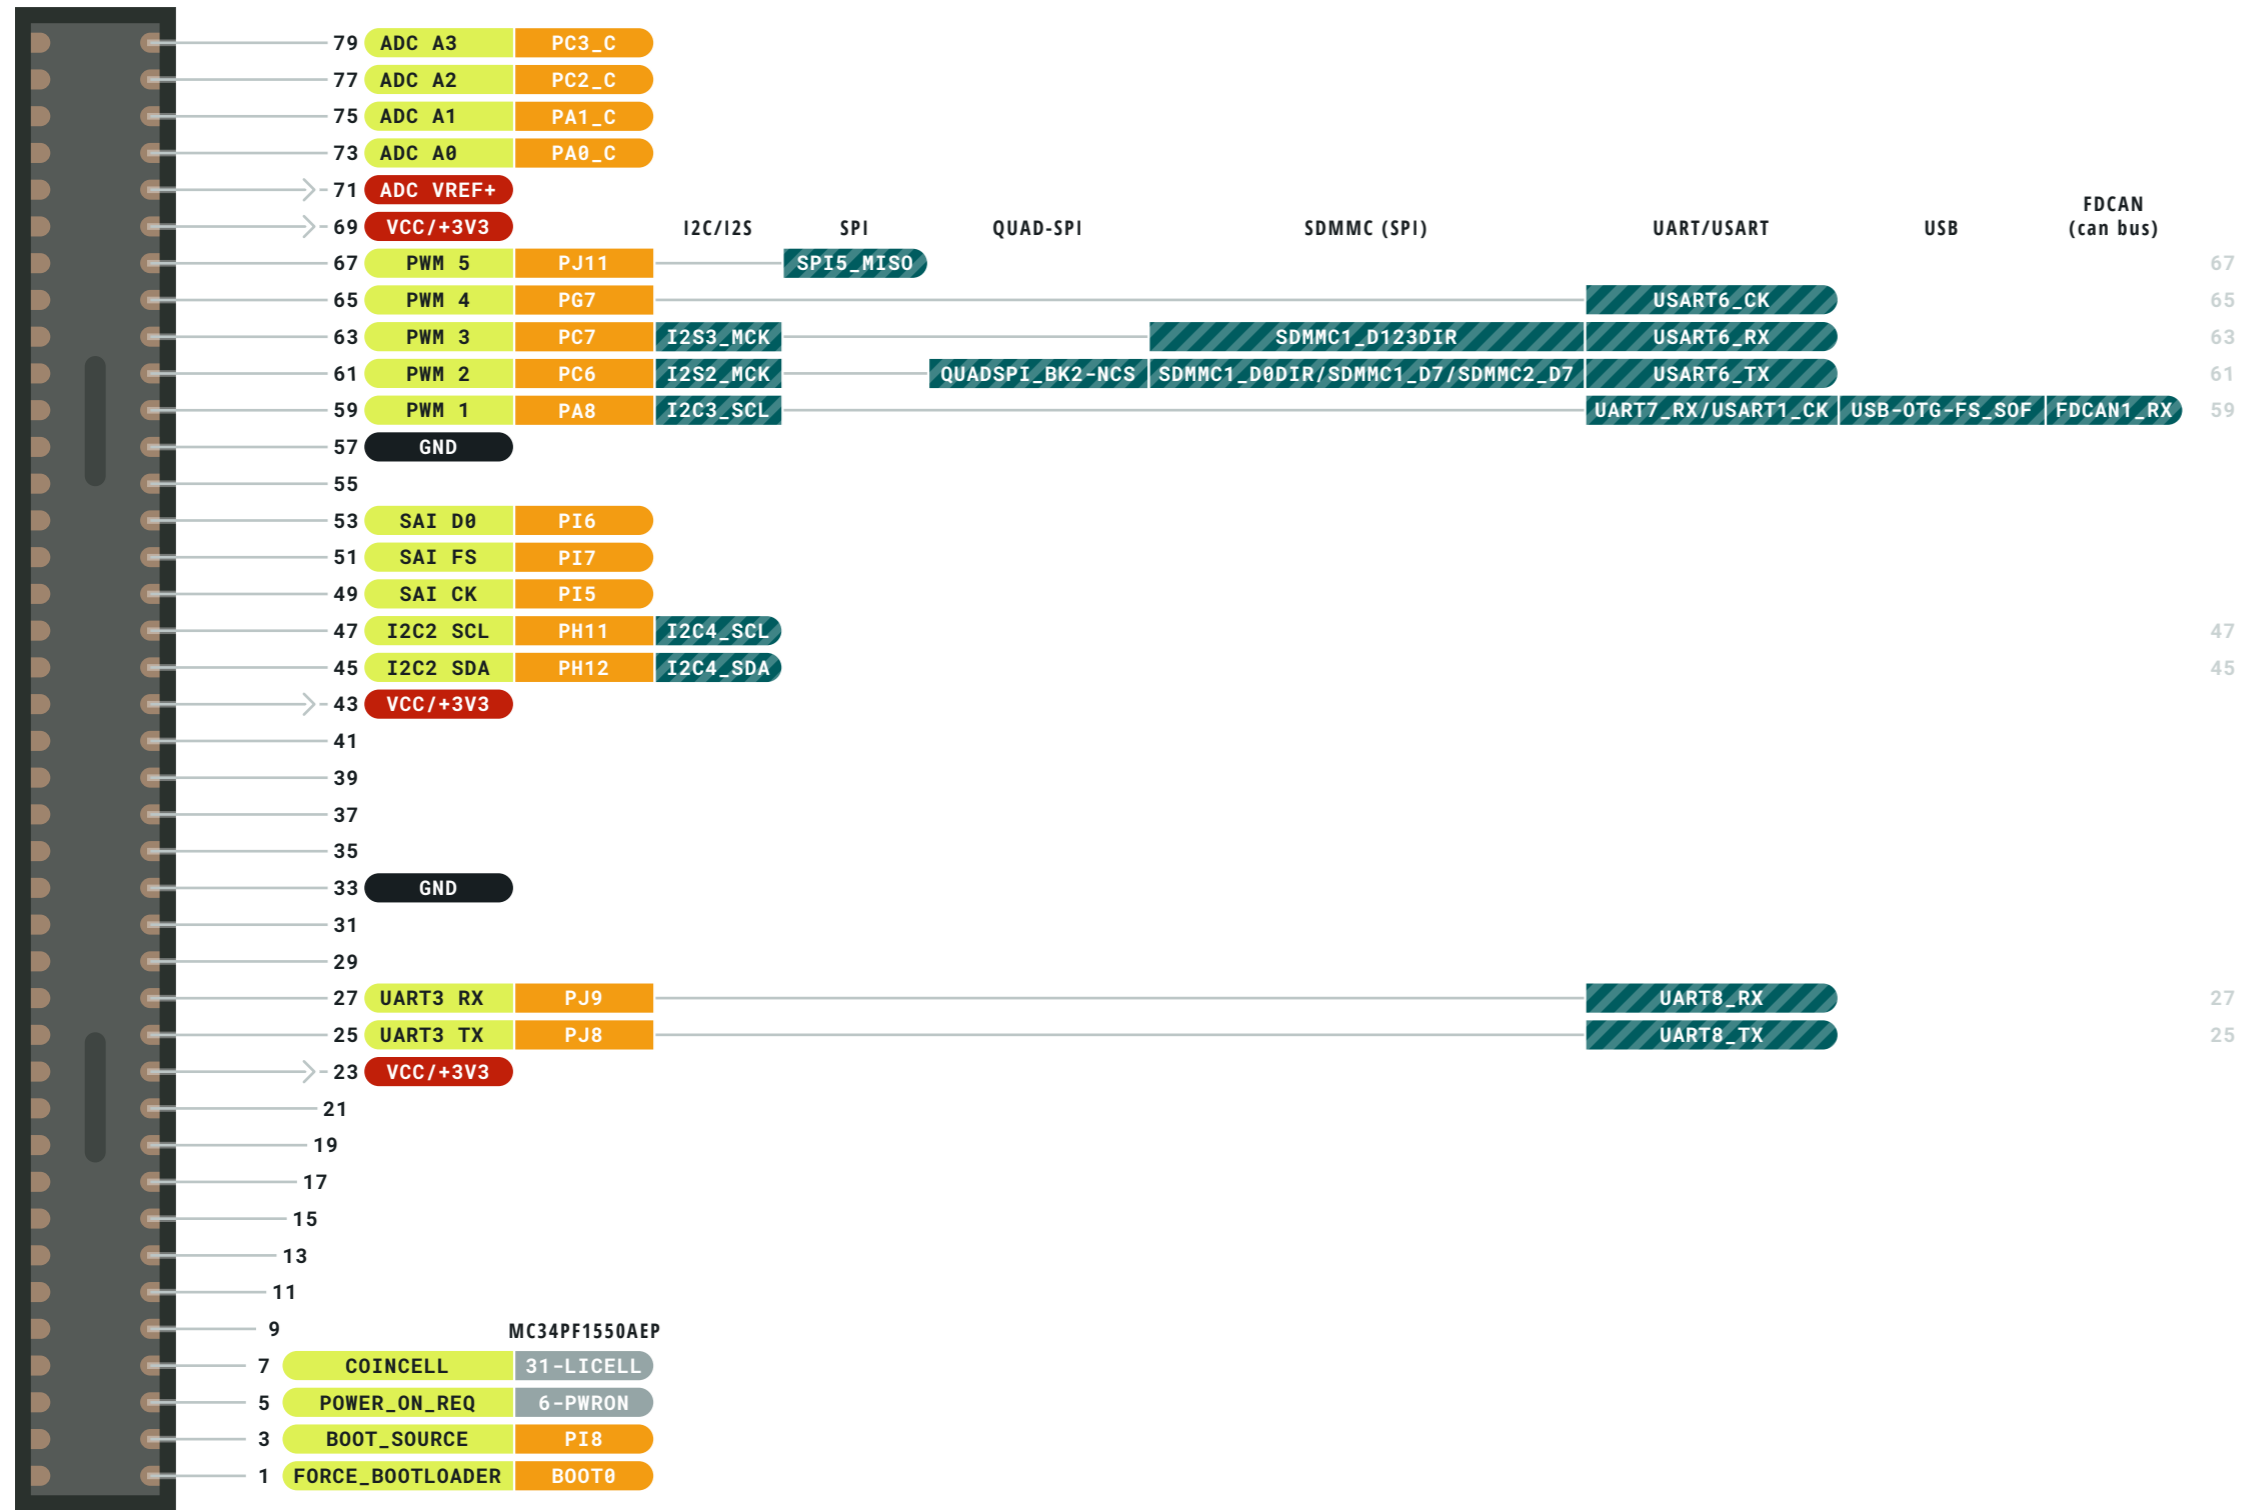 79 ADC A3 PC3_C
77 ADC A2 PC2_C
75 ADC A1 PA1_C
73 ADC A0 PA0_C
71 ADC VREF+
FDCAN
69 VCC/+3V3 I2C/I2S SPI QUAD-SPI SDMMC (SPI) UART/USART USB (can bus)
67 PWM 5 PJ11 SPI5_MISO 67
65 PWM 4 PG7 USART6_CK 65
63 PWM 3 PC7 I2S3_MCK SDMMC1_D123DIR USART6_RX 63
61 PWM 2 PC6 I2S2_MCK QUADSPI_BK2-NCS SDMMC1_D0DIR/SDMMC1_D7/SDMMC2_D7 USART6_TX 61
59 PWM 1 PA8 I2C3_SCL UART7_RX/USART1_CK USB-OTG-FS_SOF FDCAN1_RX 59
57 GND
55
53 SAI D0 PI6
51 SAI FS PI7
49 SAI CK PI5
47 I2C2 SCL PH11 I2C4_SCL 47
45 I2C2 SDA PH12 I2C4_SDA 45
43 VCC/+3V3
41
39
37
35
33 GND
31
29
27 UART3 RX PJ9 UART8_RX 27
25 UART3 TX PJ8 UART8_TX 25
23 VCC/+3V3
21
19
17
15
13
11
9 MC34PF1550AEP
7 COINCELL 31-LICELL
5 POWER_ON_REQ 6-PWRON
3 BOOT_SOURCE PI8
1 FORCE_BOOTLOADER BOOT0